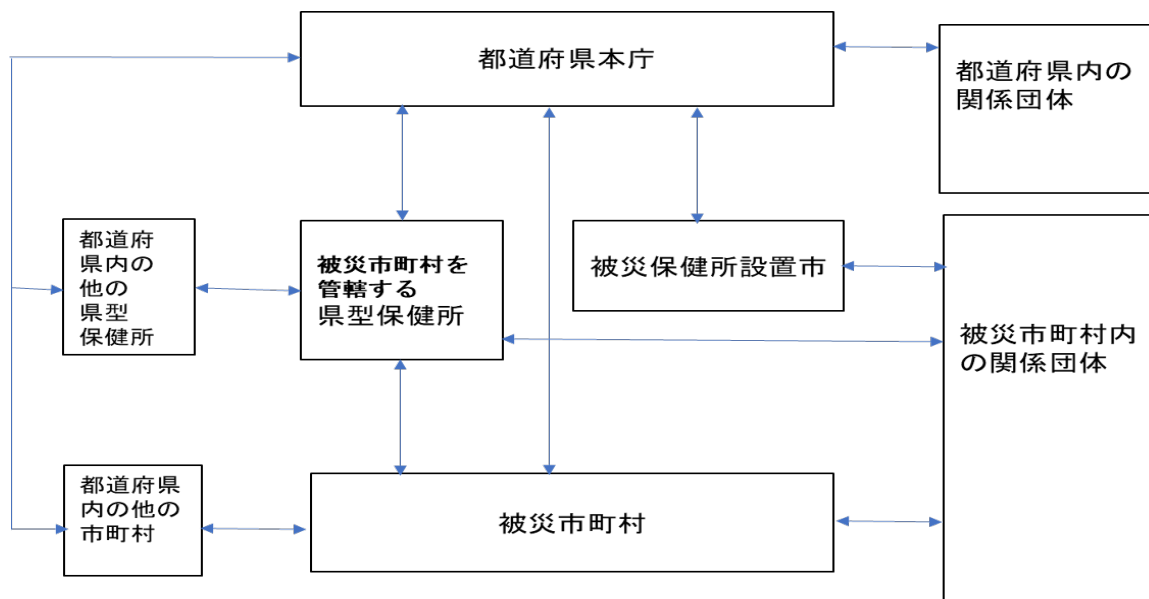 都道府県本庁
都道府県内の
関係団体
都道府
県内の
他の
県型
保健所
被災市町村を
管轄する
県型保健所
被災保健所設置市
被災市町村内
の関係団体
都道府県
内の他の
市町村
被災市町村